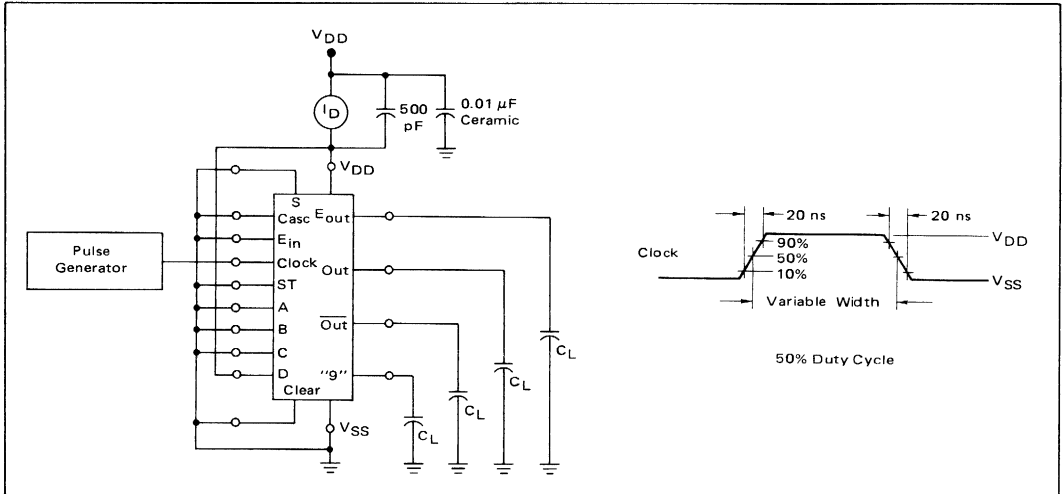 VDD
ID
500 pF
0.01 µF Ceramic
VDD
S
Casc
Eout
Pulse Generator
Ein
Clock
Out
ST
A
B
Out
C
D
"9"
Clear
VSS
CL
CL
CL
CL
20 ns
20 ns
VDD
Clock
90%
50%
10%
VSS
Variable Width
50% Duty Cycle